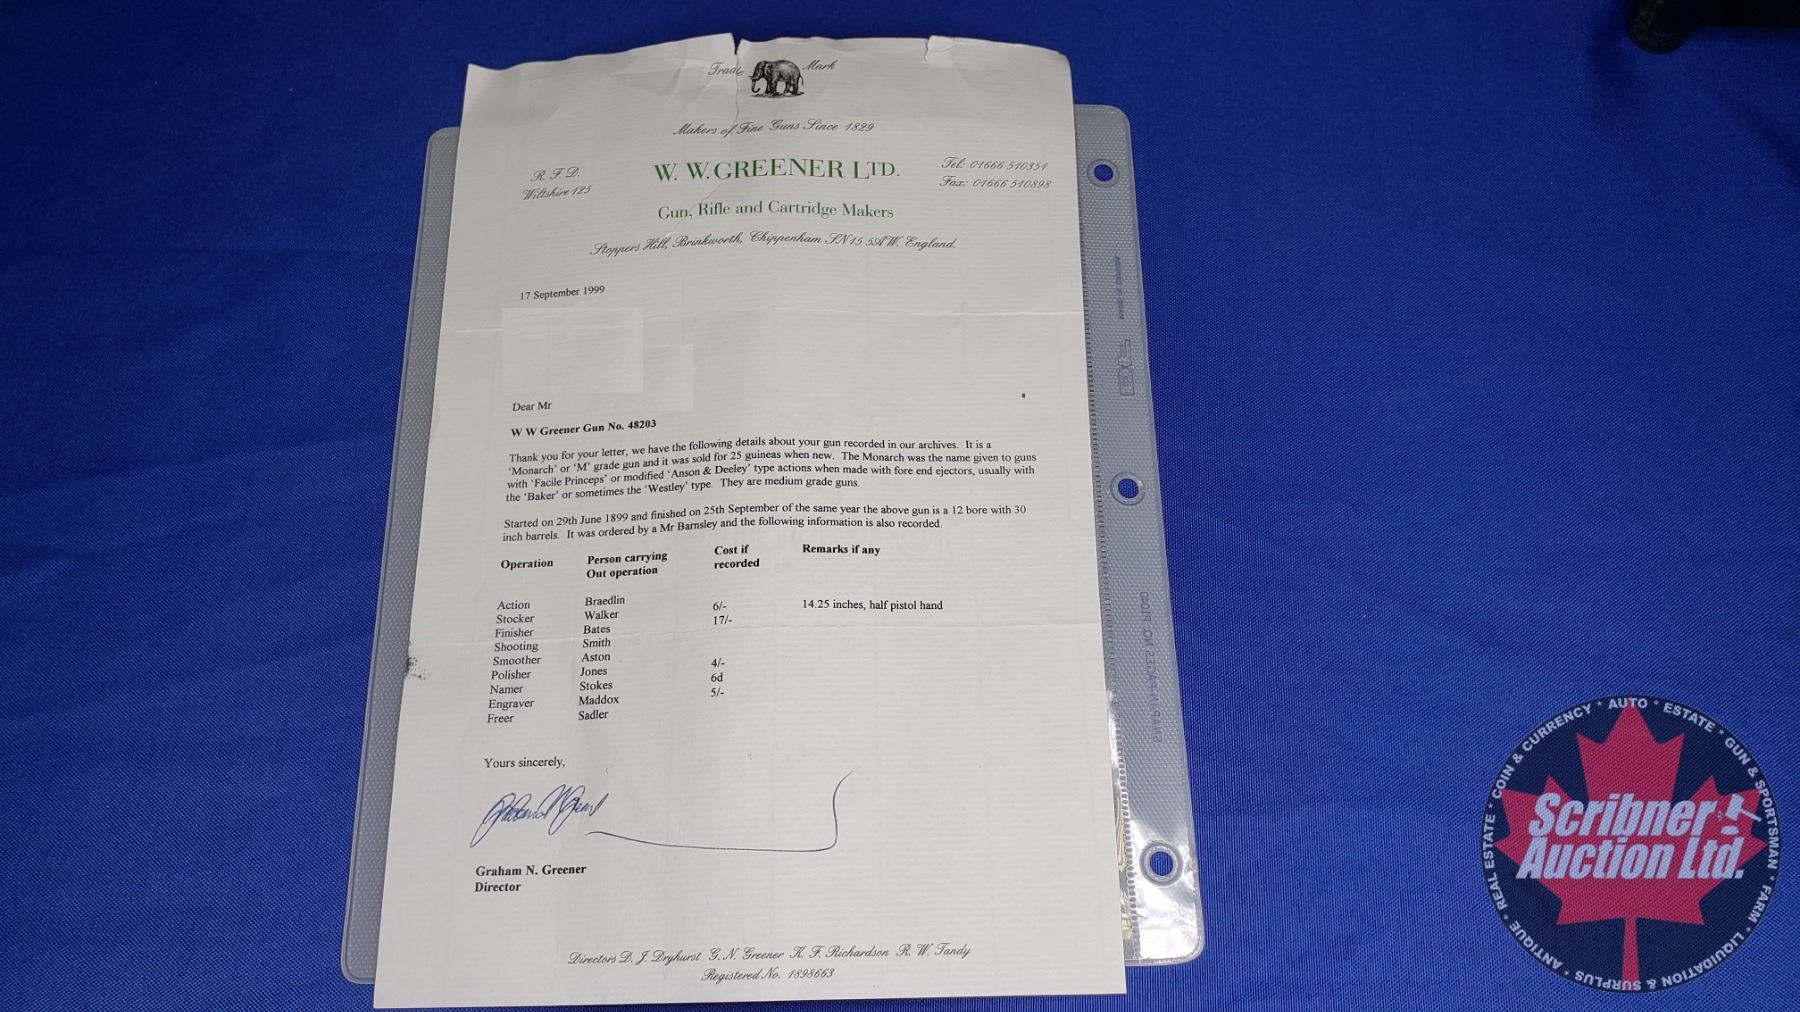 Trade Mark
Makers of Fine Guns Since 1829
R. F. D.
Wiltshire 125
W. W. GREENER LTD.
Tel: 01666 510351
Fax: 01666 510898
Gun, Rifle and Cartridge Makers
Stoppers Hill, Brinkworth, Chippenham SN15 5AW. England.
17 September 1999
Dear Mr
W W Greener Gun No. 48203
Thank you for your letter, we have the following details about your gun recorded in our archives. It is a
'Monarch' or 'M' grade gun and it was sold for 25 guineas when new. The Monarch was the name given to guns
with 'Facile Princeps' or modified 'Anson & Deeley' type actions when made with fore end ejectors, usually with
the 'Baker' or sometimes the 'Westley' type. They are medium grade guns.
Started on 29th June 1899 and finished on 25th September of the same year the above gun is a 12 bore with 30
inch barrels. It was ordered by a Mr Barnsley and the following information is also recorded.
Operation Person carrying Out operation Cost if recorded Remarks if any
Action Braedlin
Stocker Walker 6/- 14.25 inches, half pistol hand
Finisher Bates 17/-
Shooting Smith
Smoother Aston
Polisher Jones 4/-
Namer Stokes 6d
Engraver Maddox 5/-
Freer Sadler
Yours sincerely,
Graham N. Greener
Director
Directors D. J. Dryhurst G. N. Greener K. F. Richardson R. W. Tandy
Registered No. 1898663
Scribner
Auction Ltd.
REAL ESTATE * COIN & CURRENCY * AUTO * ESTATE * GUN & SPORTSMAN * FARM * LIQUIDATION & SURPLUS * ANTIQUE *